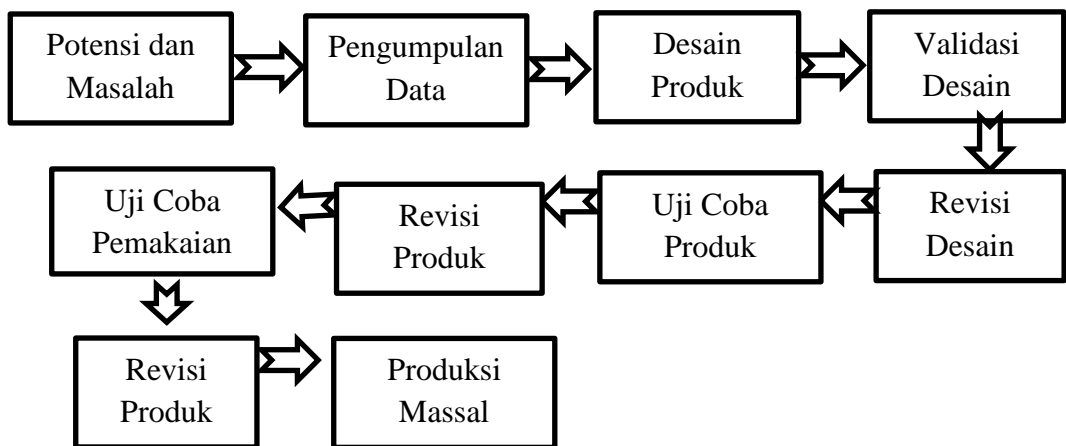 Potensi dan
Masalah
Pengumpulan
Data
Desain
Produk
Validasi
Desain
Revisi
Desain
Uji Coba
Produk
Revisi
Produk
Uji Coba
Pemakaian
Revisi
Produk
Produksi
Massal